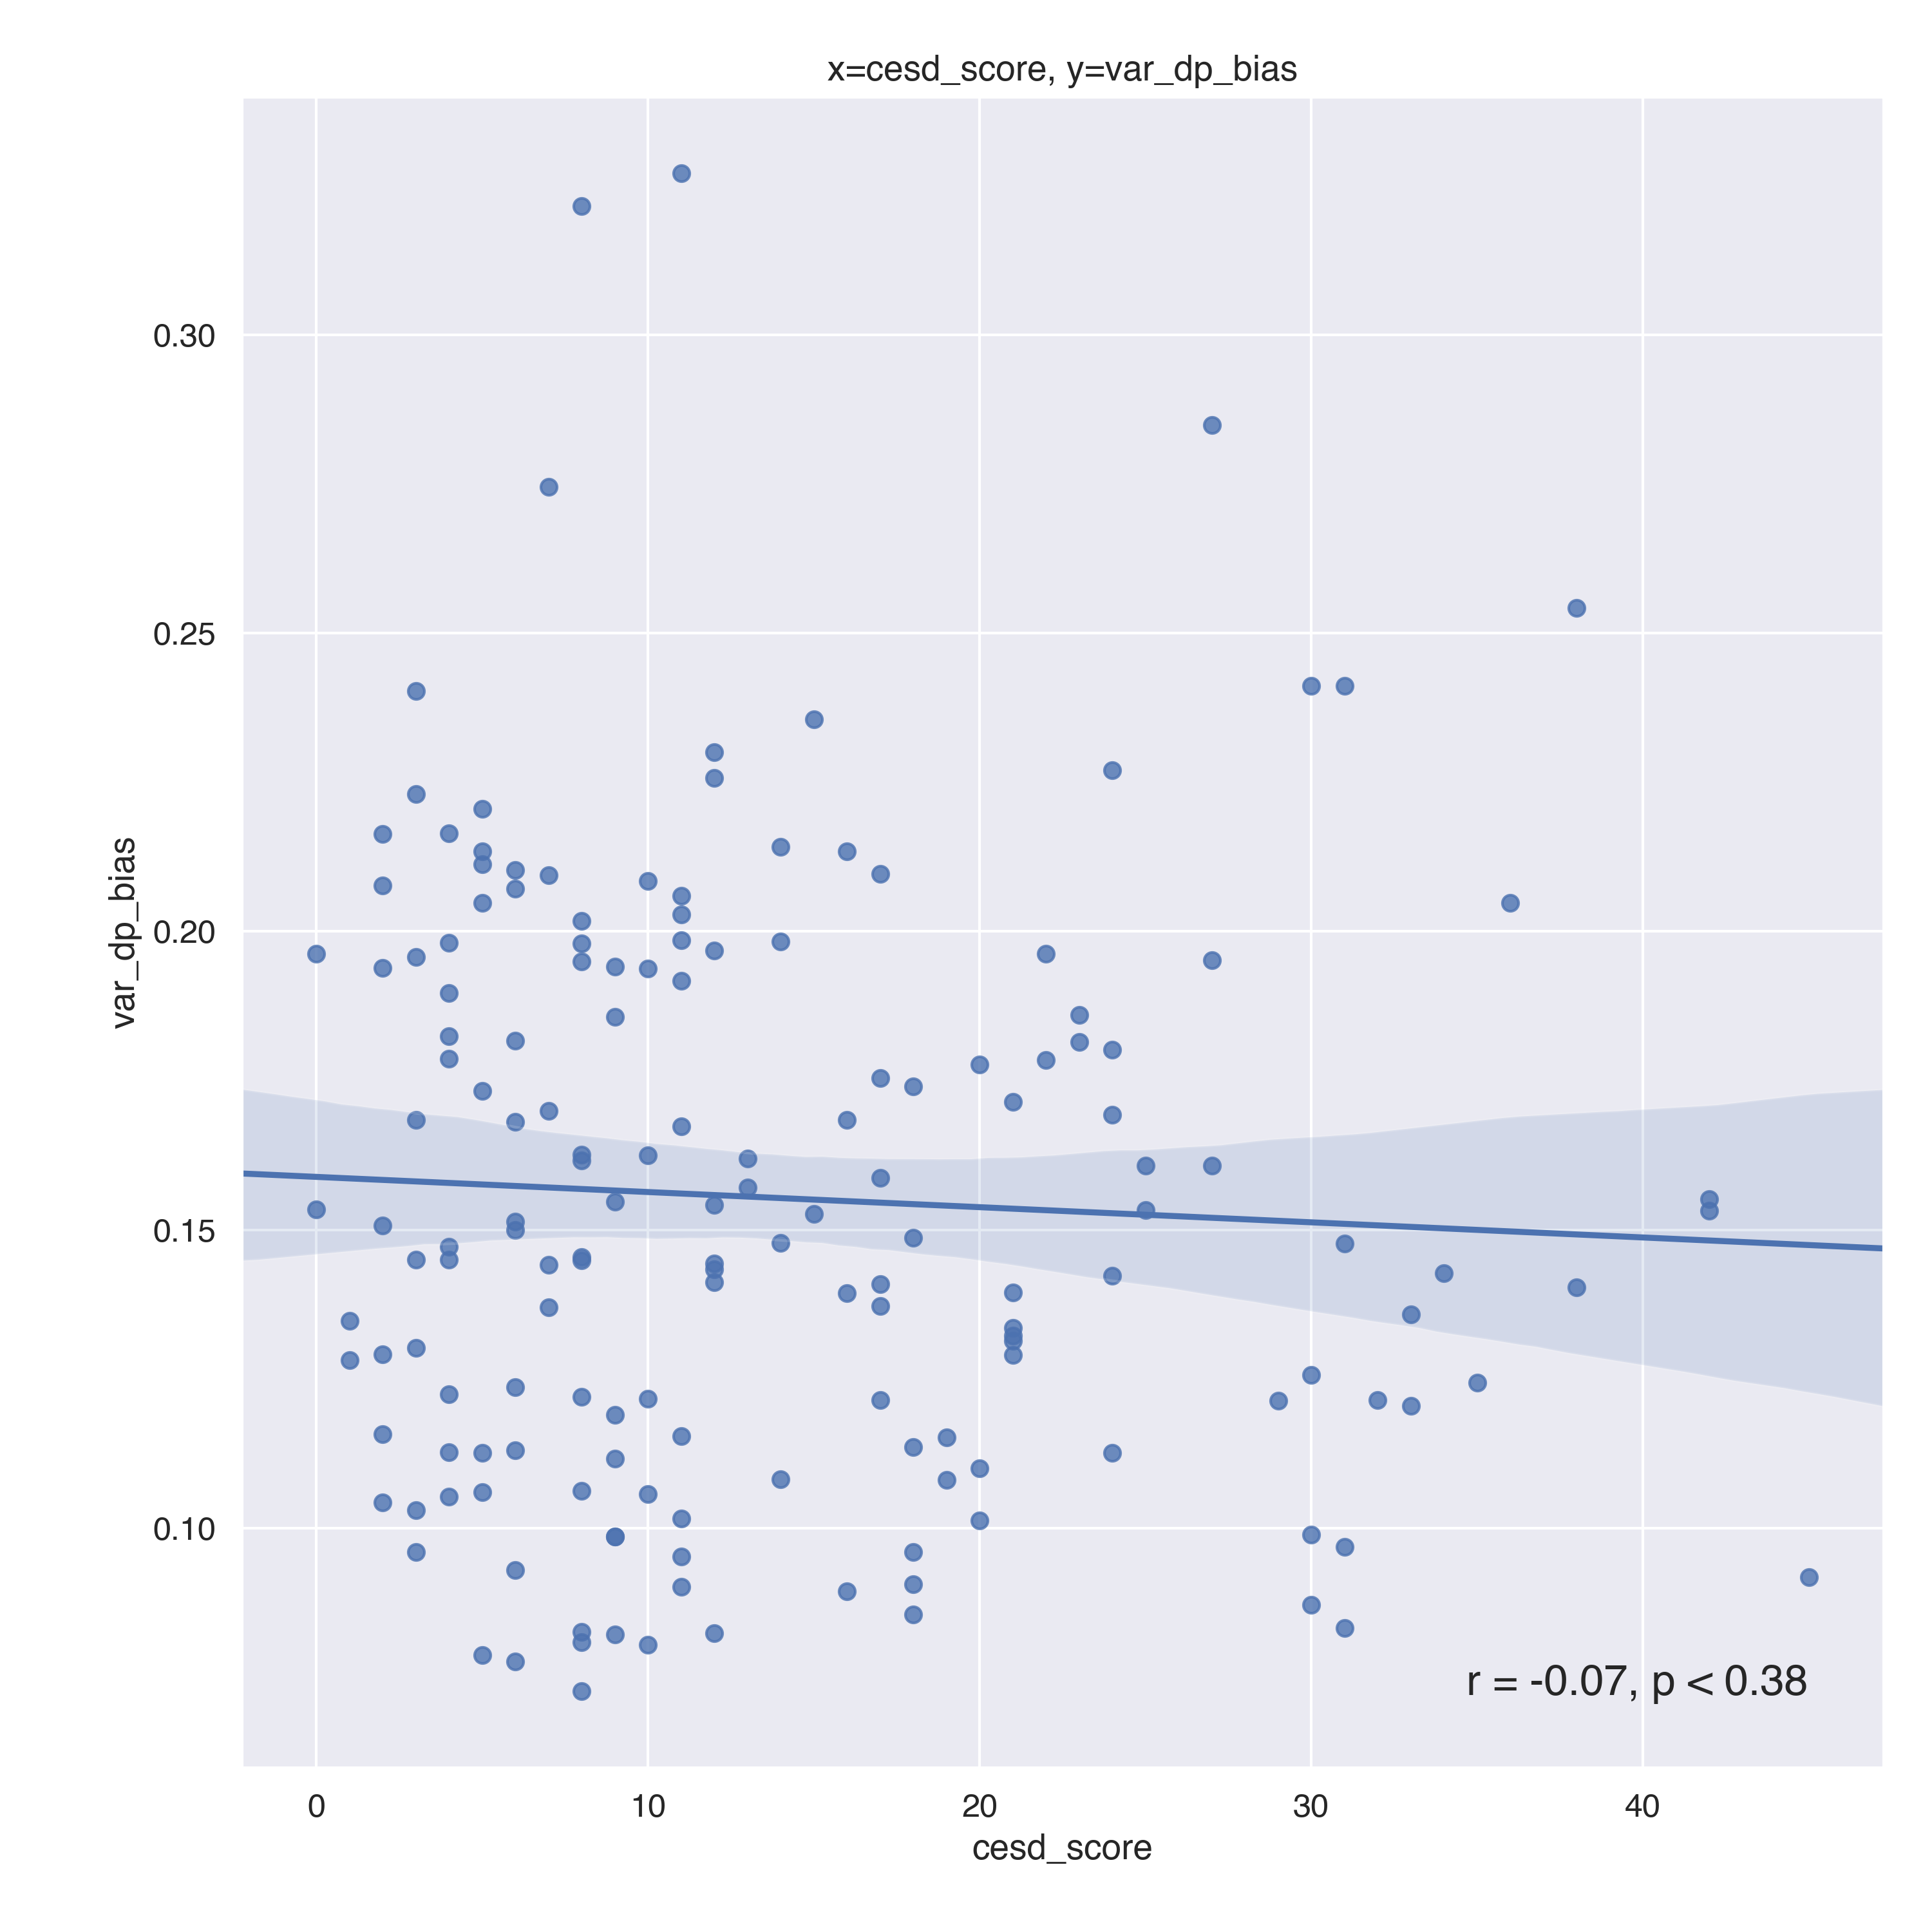 x=cesd_score, y=var_dp_bias
0.30
0.25
0.20
0.15
0.10
var_dp_bias
r = -0.07, p < 0.38
0 10 20 30 40
cesd_score